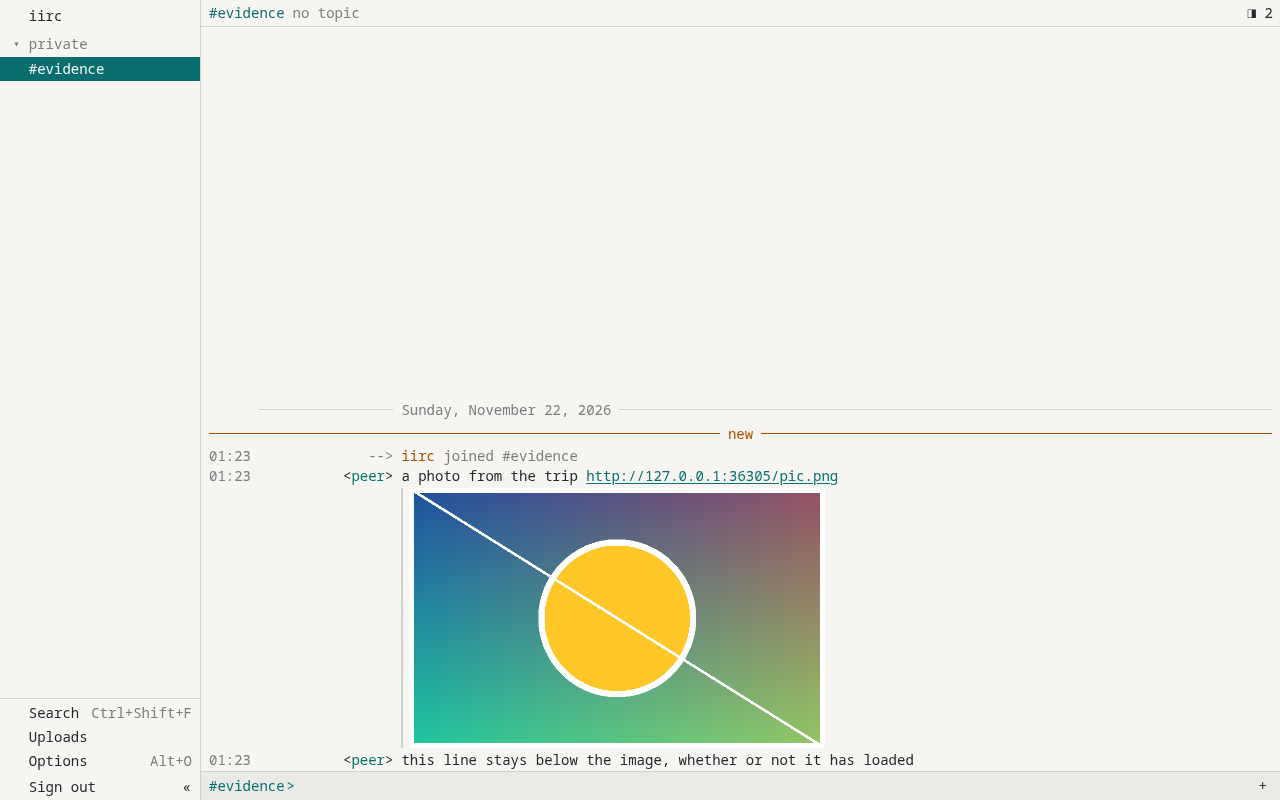 iirc
▾ private
#evidence
Search Ctrl+Shift+F
Uploads
Options Alt+O
Sign out «
#evidence no topic ◨ 2
Sunday, November 22, 2026
new
01:23 --> iirc joined #evidence
01:23 <peer> a photo from the trip http://127.0.0.1:36305/pic.png
01:23 <peer> this line stays below the image, whether or not it has loaded
#evidence> +